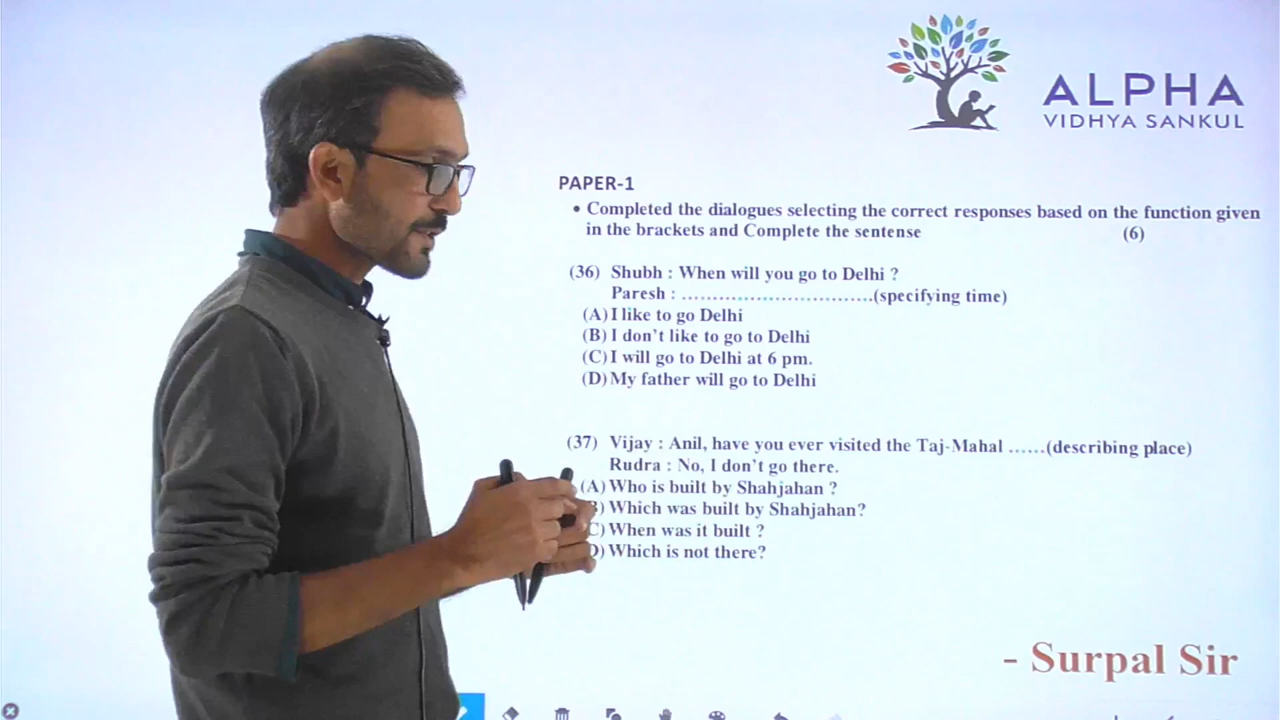 ALPHA
VIDHYA SANKUL
PAPER-1
• Completed the dialogues selecting the correct responses based on the function given
in the brackets and Complete the sentense (6)
(36) Shubh : When will you go to Delhi ?
Paresh : ................................(specifying time)
(A) I like to go Delhi
(B) I don't like to go to Delhi
(C) I will go to Delhi at 6 pm.
(D) My father will go to Delhi
(37) Vijay : Anil, have you ever visited the Taj-Mahal ......(describing place)
Rudra : No, I don't go there.
(A) Who is built by Shahjahan ?
) Which was built by Shahjahan?
C) When was it built ?
) Which is not there?
- Surpal Sir